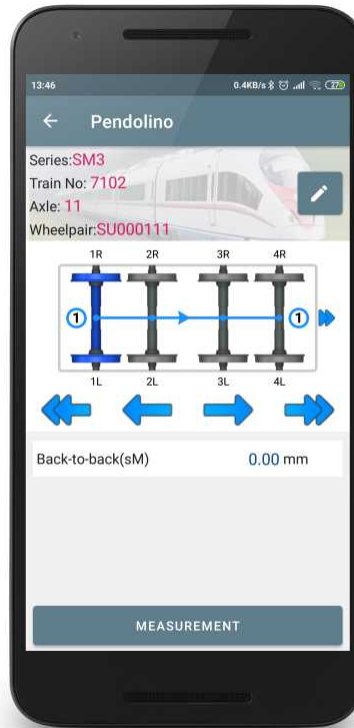 13:46 0.4KB/s 27
Pendolino
Series:SM3
Train No: 7102
Axle: 11
Wheelpair:SU000111
1R 2R 3R 4R
1 1
1L 2L 3L 4L
Back-to-back(sM) 0.00 mm
MEASUREMENT